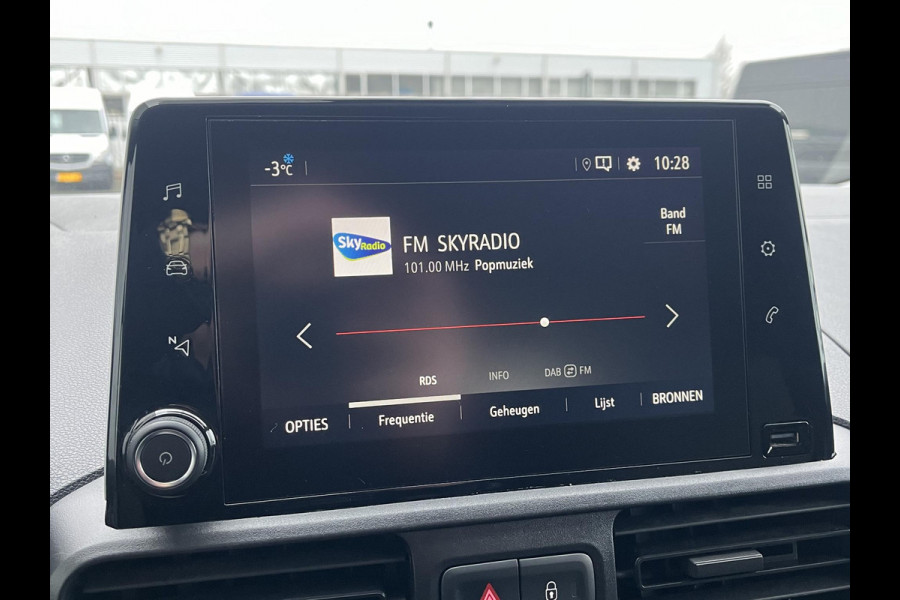 -3°C
10:28
Band
FM
Sky Radio
FM SKYRADIO
101.00 MHz Popmuziek
N
RDS
INFO
DAB FM
OPTIES
Frequentie
Geheugen
Lijst
BRONNEN